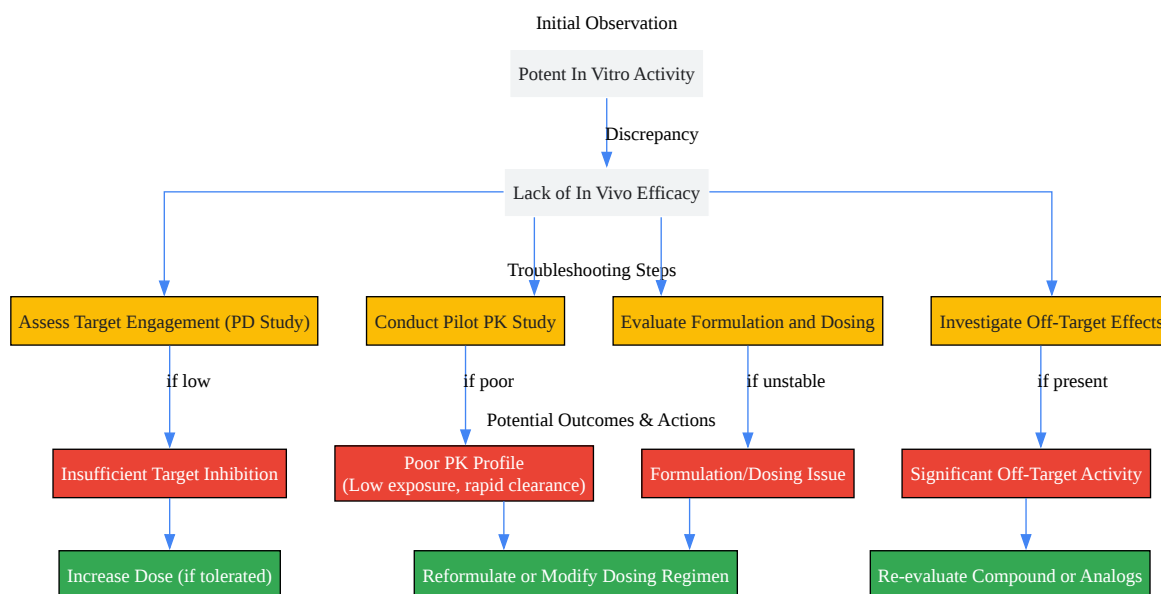 Initial Observation
Potent In Vitro Activity
Discrepancy
Lack of In Vivo Efficacy
Troubleshooting Steps
Assess Target Engagement (PD Study)
Conduct Pilot PK Study
Evaluate Formulation and Dosing
Investigate Off-Target Effects
if low
if poor
if unstable
if present
Potential Outcomes & Actions
Insufficient Target Inhibition
Poor PK Profile
(Low exposure, rapid clearance)
Formulation/Dosing Issue
Significant Off-Target Activity
Increase Dose (if tolerated)
Reformulate or Modify Dosing Regimen
Re-evaluate Compound or Analogs